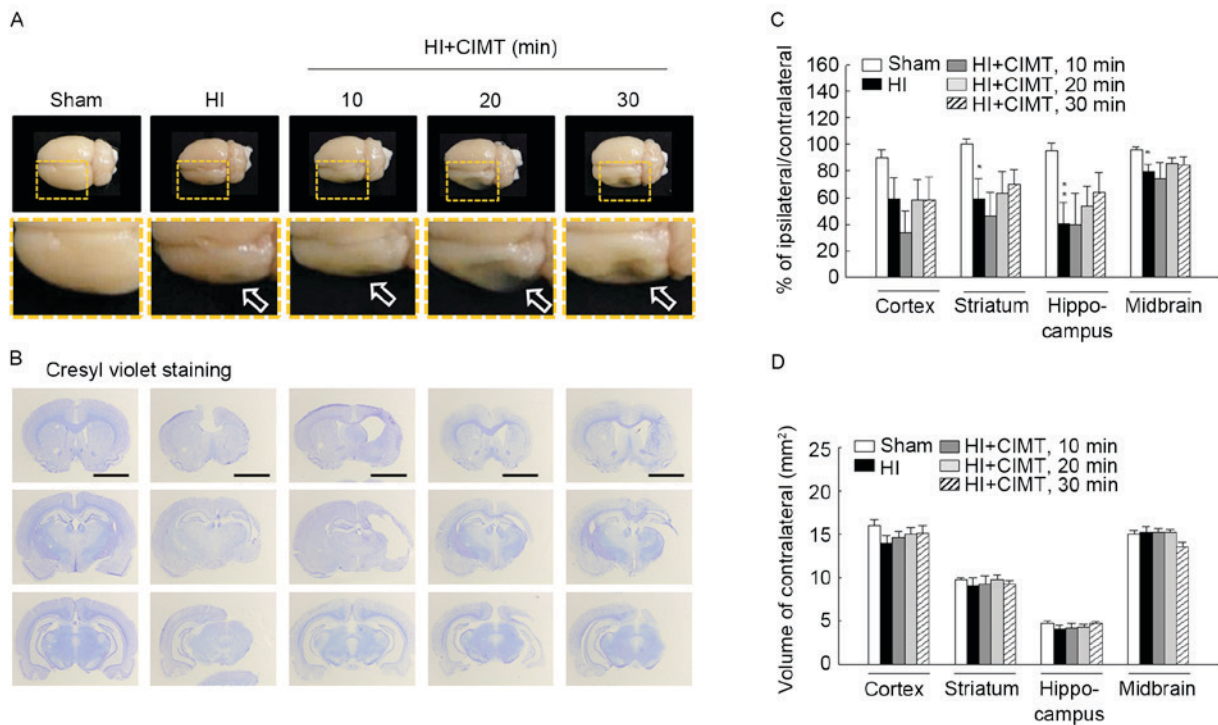 A
HI+CIMT (min)
Sham HI 10 20 30
B
Cresyl violet staining
C
% of ipsilateral/contralateral
160
140
120
100
80
60
40
20
0
Sham
HI
HI+CIMT, 10 min
HI+CIMT, 20 min
HI+CIMT, 30 min
*
*
*
*
*
Cortex Striatum Hippo-campus Midbrain
D
Volume of contralateral (mm²)
25
20
15
10
5
0
Sham
HI
HI+CIMT, 10 min
HI+CIMT, 20 min
HI+CIMT, 30 min
Cortex Striatum Hippo-campus Midbrain